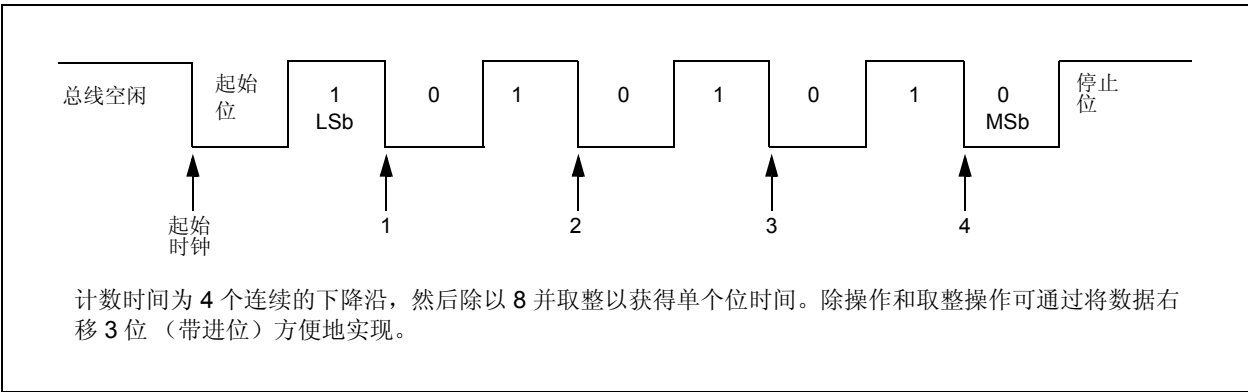 总线空闲
起始
位
1
LSb
0
1
0
1
0
1
0
MSb
停止
位
起始
时钟
1
2
3
4
计数时间为 4 个连续的下降沿，然后除以 8 并取整以获得单个位时间。除操作和取整操作可通过将数据右
移 3 位 （带进位）方便地实现。